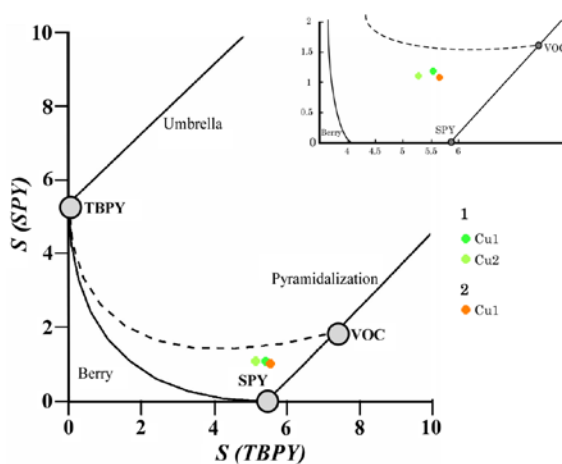 10
8
6
4
2
0
S (SPY)
0
2
4
6
8
10
S (TBPY)
Umbrella
TBPY
Pyramidalization
VOC
SPY
Berry
2
1.5
1
0.5
0
4
4.5
5
5.5
6
VOC
SPY
Berry
1
Cu1
Cu2
2
Cu1